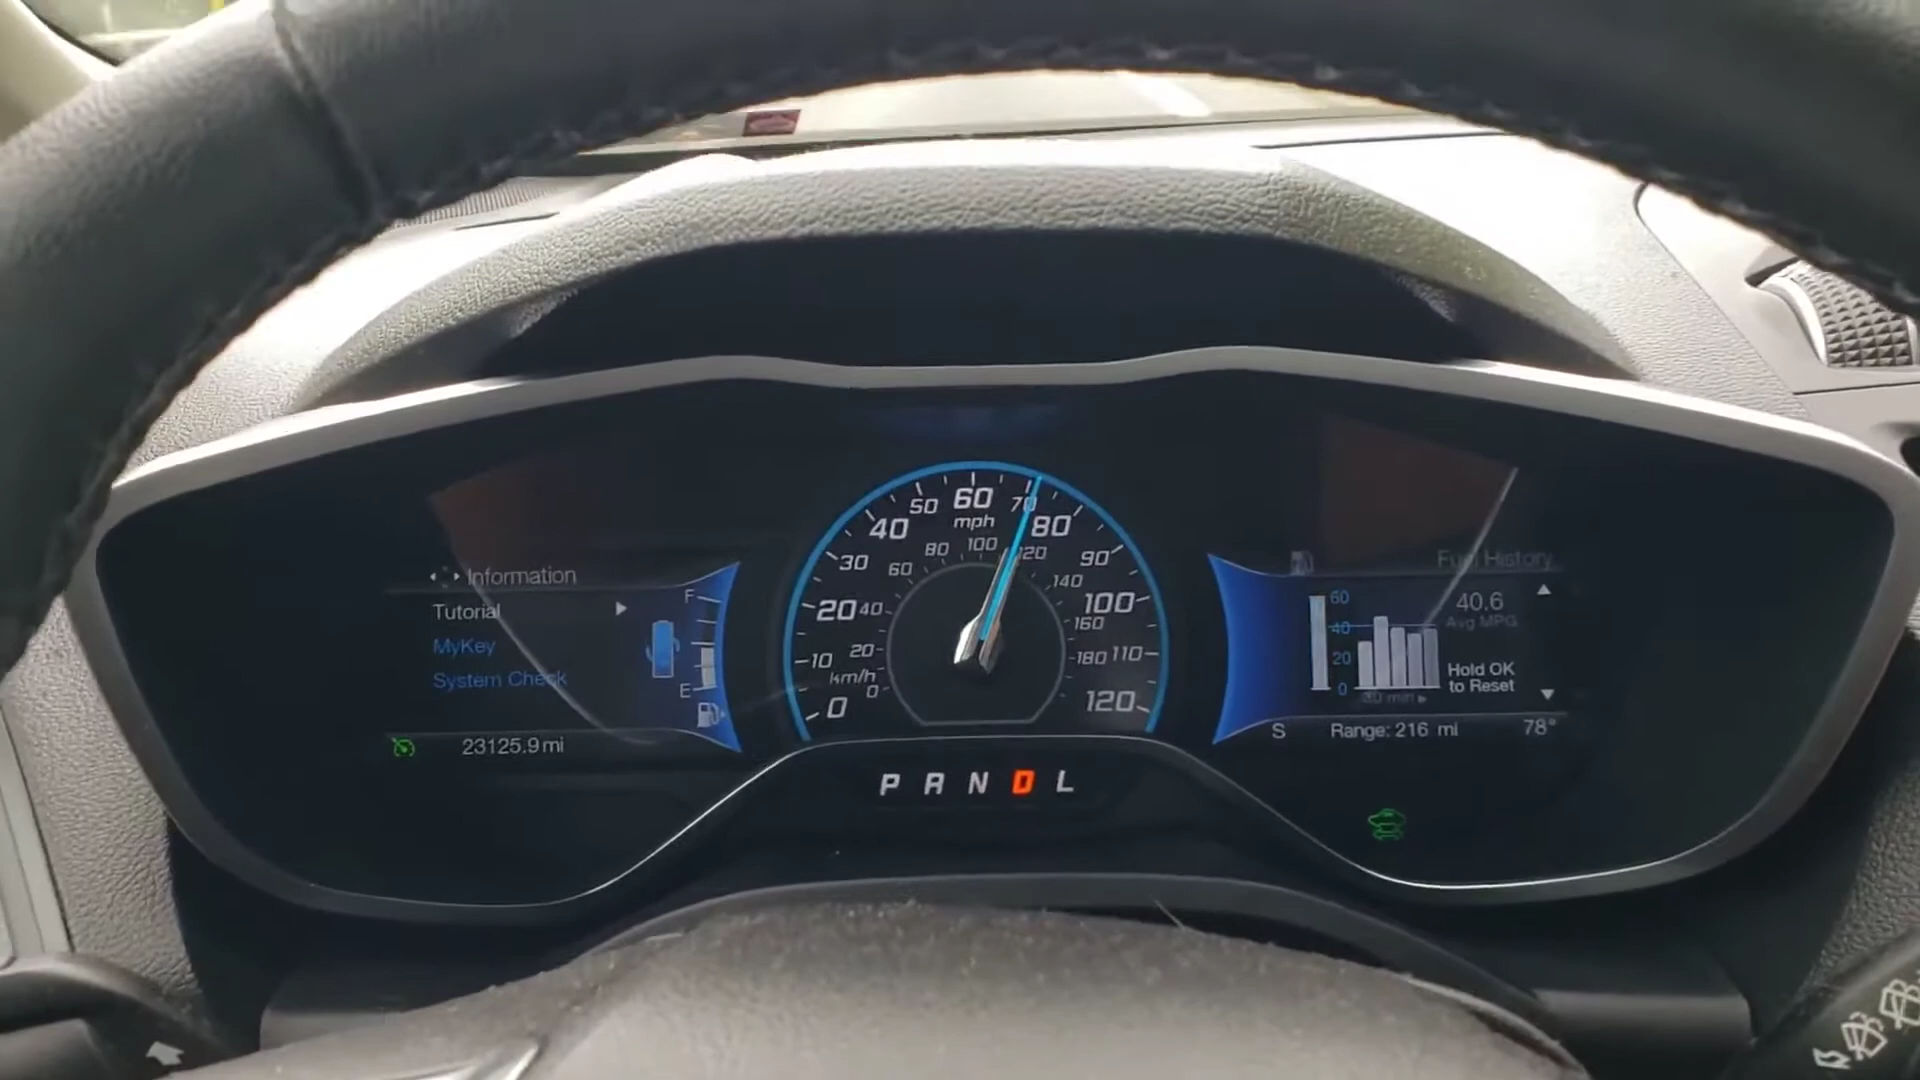 Information
Tutorial
MyKey
System Check
23125.9 mi
F
E
0
10
20
30
40
50
60
70
80
90
100
110
120
mph
km/h
0
20
40
60
80
100
120
140
160
180
P R N D L
Fuel History
60
40
20
0
40.6
Avg MPG
Hold OK
to Reset
S
Range: 216 mi
78°